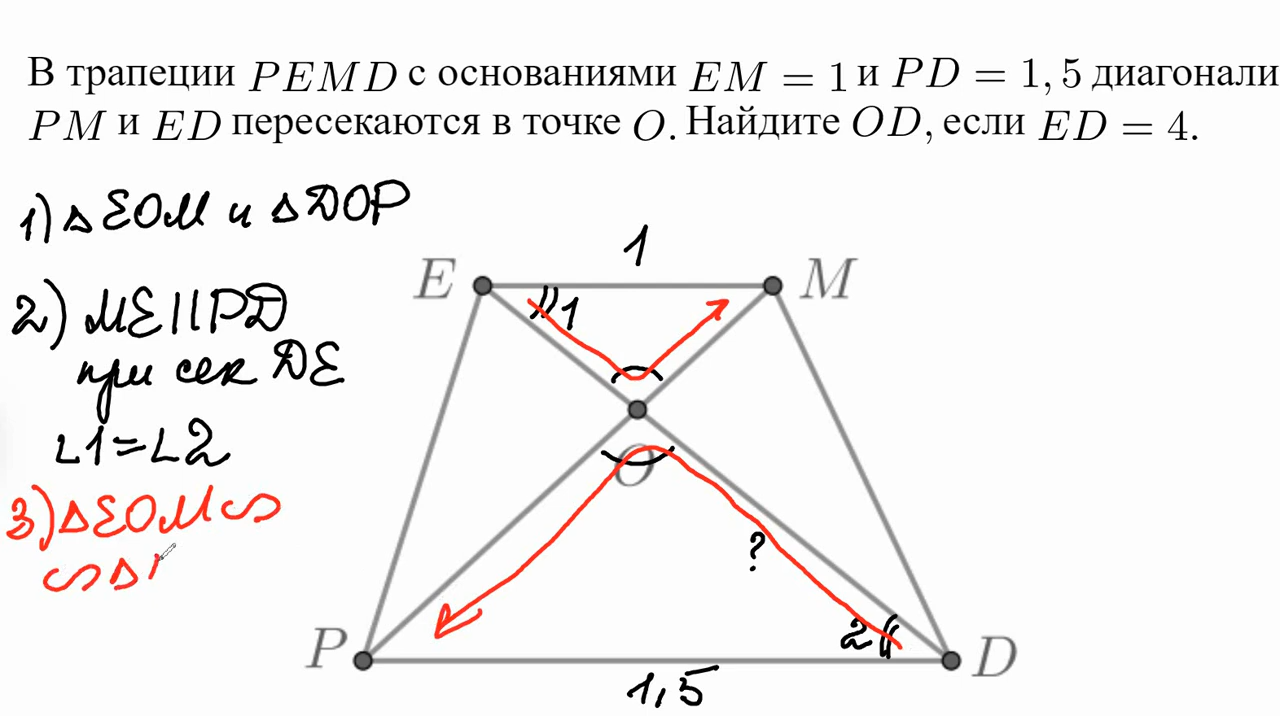 В трапеции PEMD с основаниями EM = 1 и PD = 1, 5 диагонали
PM и ED пересекаются в точке O. Найдите OD, если ED = 4.
1) △EOM и △DOP
2) ME||PD
при сек DE
∟1=∟2
3) △EOM∽
∽△
1
E
M
1
O
?
2
P
D
1,5